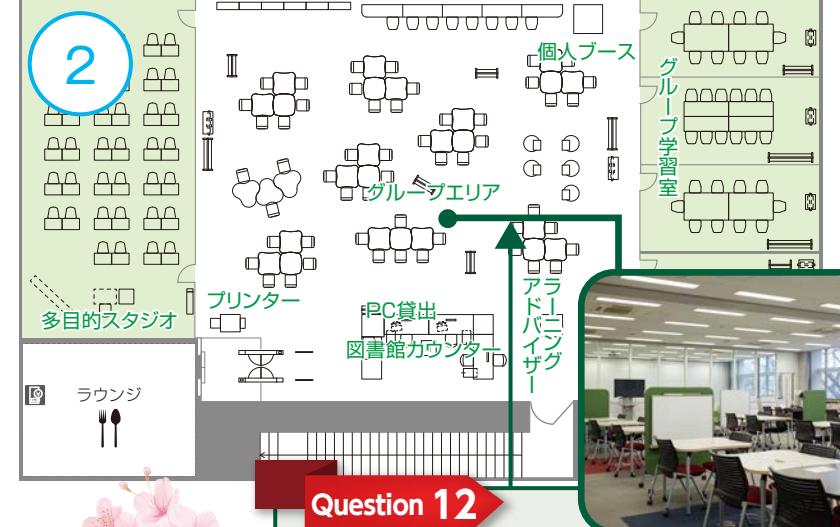 2
個人ブース
グループ学習室
グループエリア
プリンター
PC貸出
図書館カウンター
ラーニング
アドバイザー
多目的スタジオ
ラウンジ
Question 12